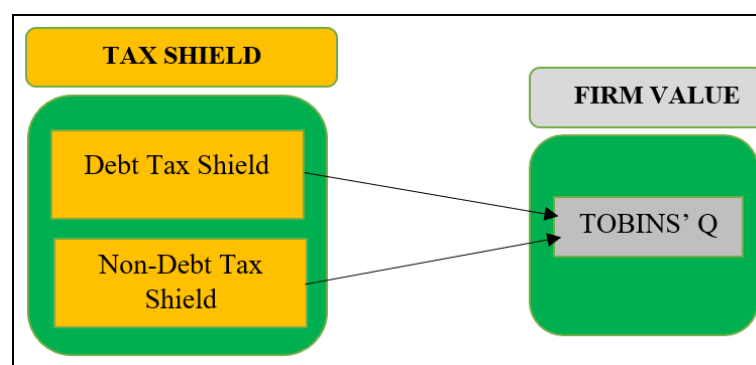 TAX SHIELD
Debt Tax Shield
Non-Debt Tax
Shield
FIRM VALUE
TOBINS’ Q